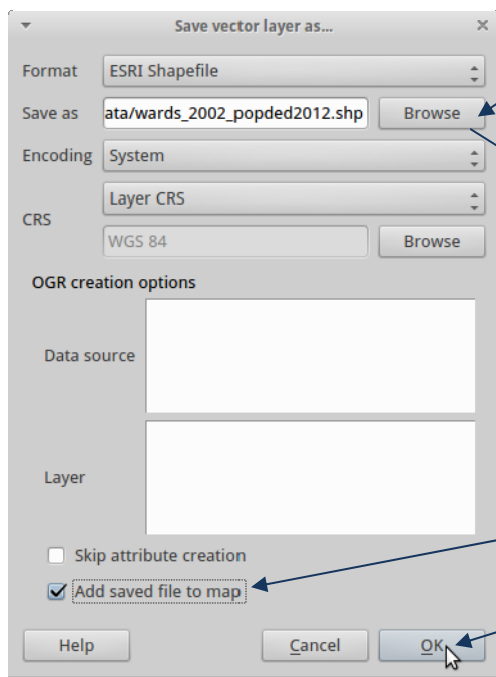 Save vector layer as...
Format ESRI Shapefile
Save as ata/wards_2002_popded2012.shp Browse
Encoding System
Layer CRS
CRS
WGS 84 Browse
OGR creation options
Data source
Layer
Skip attribute creation
Add saved file to map
Help Cancel OK